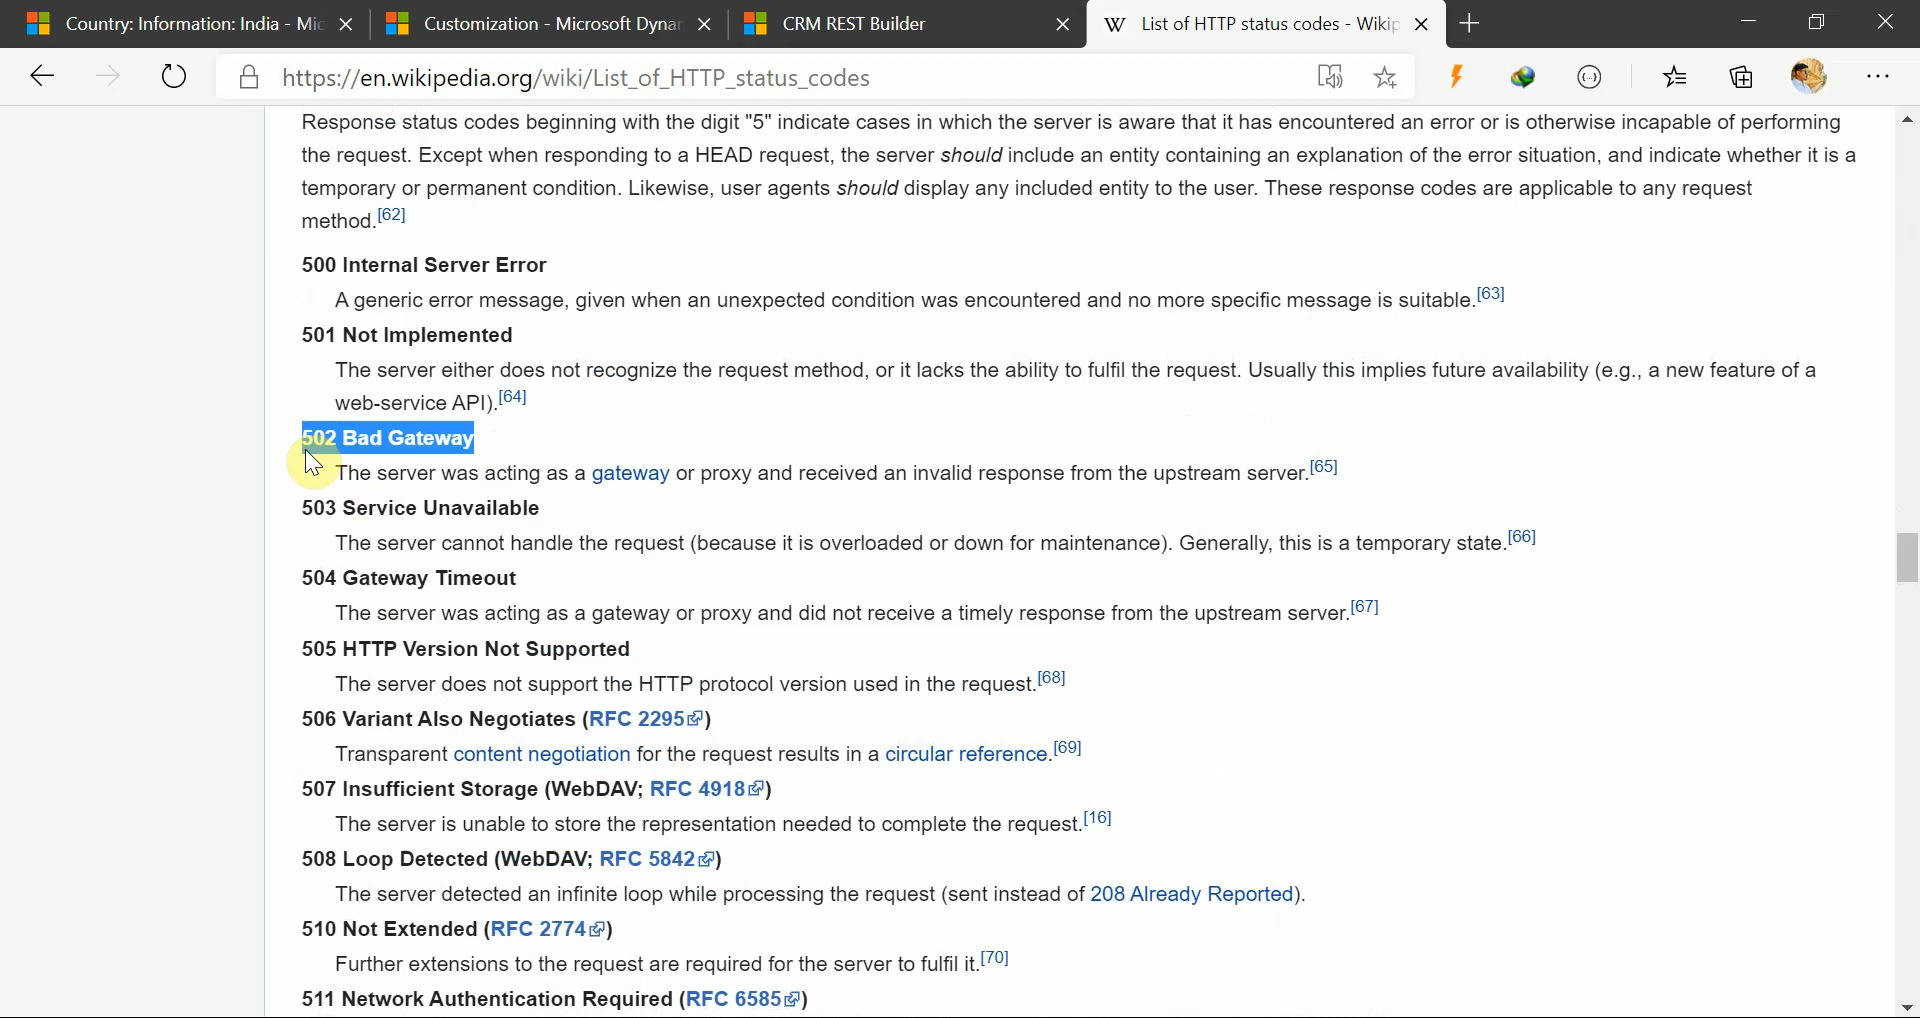 Country: Information: India - Mic
Customization - Microsoft Dynar
CRM REST Builder
W List of HTTP status codes - Wikip
https://en.wikipedia.org/wiki/List_of_HTTP_status_codes
Response status codes beginning with the digit "5" indicate cases in which the server is aware that it has encountered an error or is otherwise incapable of performing
the request. Except when responding to a HEAD request, the server should include an entity containing an explanation of the error situation, and indicate whether it is a
temporary or permanent condition. Likewise, user agents should display any included entity to the user. These response codes are applicable to any request
method.[62]
500 Internal Server Error
A generic error message, given when an unexpected condition was encountered and no more specific message is suitable.[63]
501 Not Implemented
The server either does not recognize the request method, or it lacks the ability to fulfil the request. Usually this implies future availability (e.g., a new feature of a
web-service API).[64]
502 Bad Gateway
The server was acting as a gateway or proxy and received an invalid response from the upstream server.[65]
503 Service Unavailable
The server cannot handle the request (because it is overloaded or down for maintenance). Generally, this is a temporary state.[66]
504 Gateway Timeout
The server was acting as a gateway or proxy and did not receive a timely response from the upstream server.[67]
505 HTTP Version Not Supported
The server does not support the HTTP protocol version used in the request.[68]
506 Variant Also Negotiates (RFC 2295)
Transparent content negotiation for the request results in a circular reference.[69]
507 Insufficient Storage (WebDAV; RFC 4918)
The server is unable to store the representation needed to complete the request.[16]
508 Loop Detected (WebDAV; RFC 5842)
The server detected an infinite loop while processing the request (sent instead of 208 Already Reported).
510 Not Extended (RFC 2774)
Further extensions to the request are required for the server to fulfil it.[70]
511 Network Authentication Required (RFC 6585)